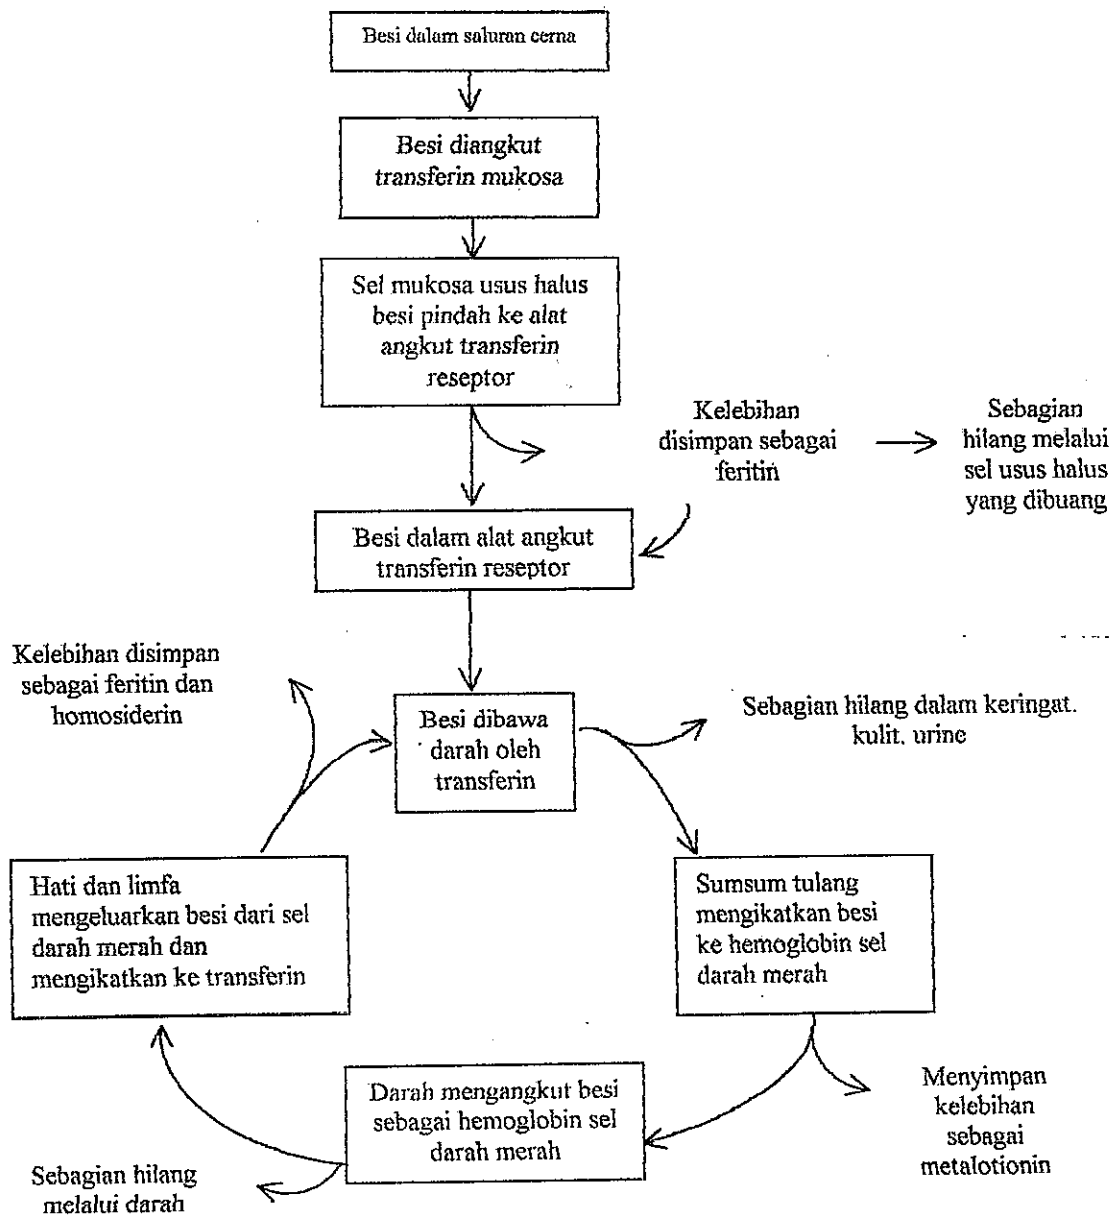 Besi dalam saluran cerna
Besi diangkut
transferin mukosa
Sel mukosa usus halus
besi pindah ke alat
angkut transferin
reseptor
Kelebihan
disimpan sebagai
feritin
Sebagian
hilang melalui
sel usus halus
yang dibuang
Besi dalam alat angkut
transferin reseptor
Kelebihan disimpan
sebagai feritin dan
homosiderin
Besi dibawa
darah oleh
transferin
Sebagian hilang dalam keringat.
kulit. urine
Hati dan limfa
mengeluarkan besi dari sel
darah merah dan
mengikatkan ke transferin
Sumsum tulang
mengikatkan besi
ke hemoglobin sel
darah merah
Darah mengangkut besi
sebagai hemoglobin sel
darah merah
Menyimpan
kelebihan
sebagai
metalotionin
Sebagian hilang
melalui darah